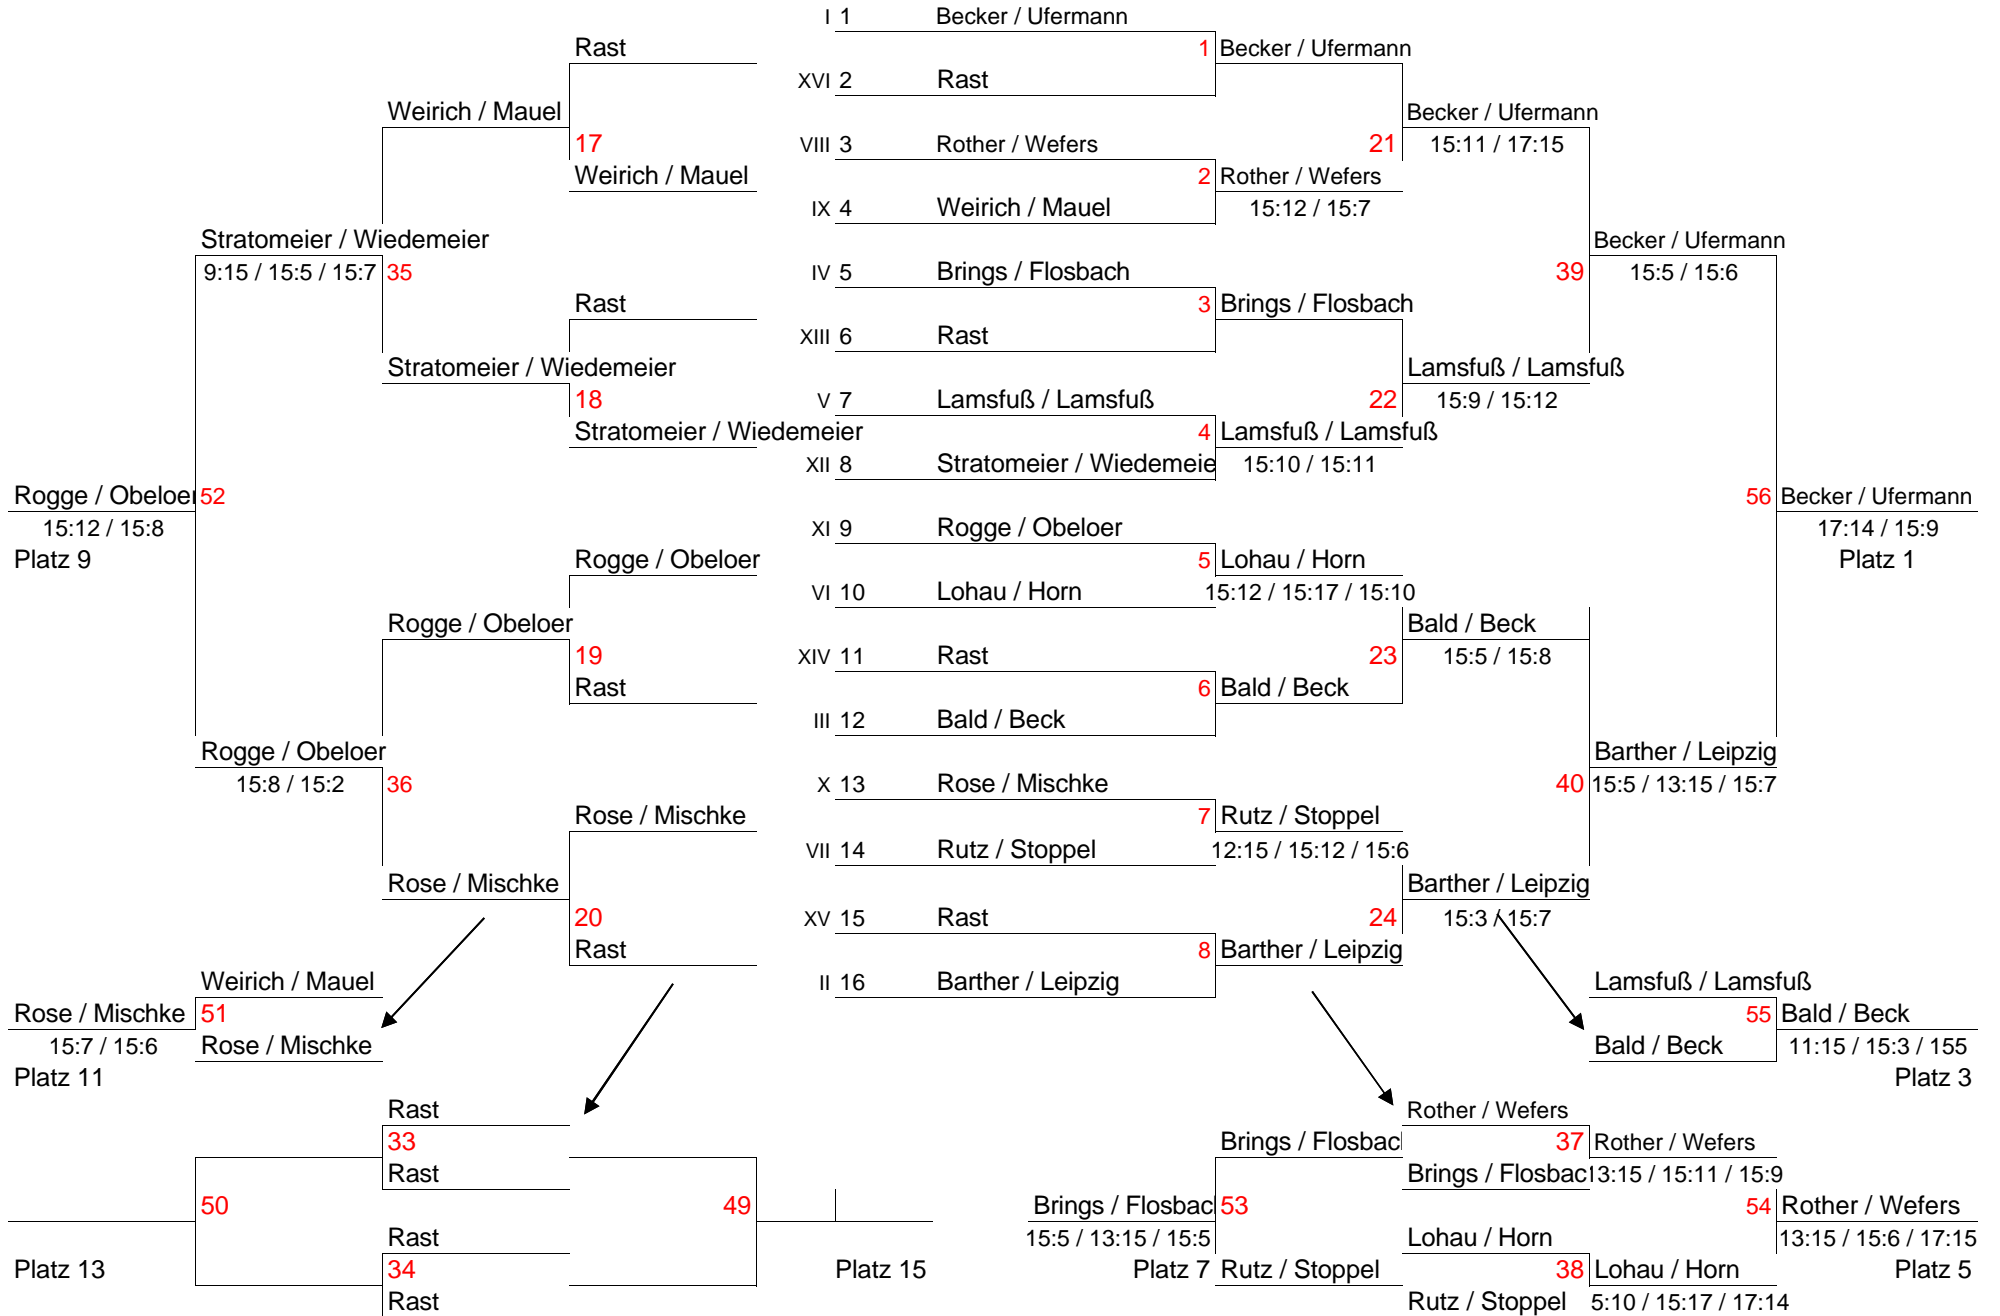 I 1 Becker / Ufermann
Rast 1 Becker / Ufermann
XVI 2 Rast
Weirich / Mauel Becker / Ufermann
17 VIII 3 Rother / Wefers 21 15:11 / 17:15
Weirich / Mauel 2 Rother / Wefers
IX 4 Weirich / Mauel 15:12 / 15:7
Stratomeier / Wiedemeier Becker / Ufermann
9:15 / 15:5 / 15:7 35 IV 5 Brings / Flosbach 39 15:5 / 15:6
Rast 3 Brings / Flosbach
XIII 6 Rast
Stratomeier / Wiedemeier Lamsfuß / Lamsfuß
18 V 7 Lamsfuß / Lamsfuß 22 15:9 / 15:12
Stratomeier / Wiedemeier 4 Lamsfuß / Lamsfuß
XII 8 Stratomeier / Wiedemeie 15:10 / 15:11
Rogge / Obeloer 52 56 Becker / Ufermann
15:12 / 15:8 XI 9 Rogge / Obeloer 17:14 / 15:9
Platz 9 Rogge / Obeloer 5 Lohau / Horn Platz 1
VI 10 Lohau / Horn 15:12 / 15:17 / 15:10
Rogge / Obeloer Bald / Beck
19 XIV 11 Rast 23 15:5 / 15:8
Rast 6 Bald / Beck
III 12 Bald / Beck
Rogge / Obeloer Barther / Leipzig
15:8 / 15:2 36 X 13 Rose / Mischke 40 15:5 / 13:15 / 15:7
Rose / Mischke 7 Rutz / Stoppel
VII 14 Rutz / Stoppel 12:15 / 15:12 / 15:6
Rose / Mischke Barther / Leipzig
20 XV 15 Rast 24 15:3 / 15:7
Rast 8 Barther / Leipzig
Weirich / Mauel II 16 Barther / Leipzig Lamsfuß / Lamsfuß
Rose / Mischke 51 55 Bald / Beck
15:7 / 15:6 Rose / Mischke Bald / Beck 11:15 / 15:3 / 155
Platz 11 Platz 3
Rast Rother / Wefers
33 Brings / Flosbac 37 Rother / Wefers
Rast Brings / Flosbac 13:15 / 15:11 / 15:9
50 49 Brings / Flosbac 53 54 Rother / Wefers
Rast 15:5 / 13:15 / 15:5 Lohau / Horn 13:15 / 15:6 / 17:15
Platz 13 34 Platz 15 Platz 7 Rutz / Stoppel 38 Lohau / Horn Platz 5
Rast Rutz / Stoppel 5:10 / 15:17 / 17:14